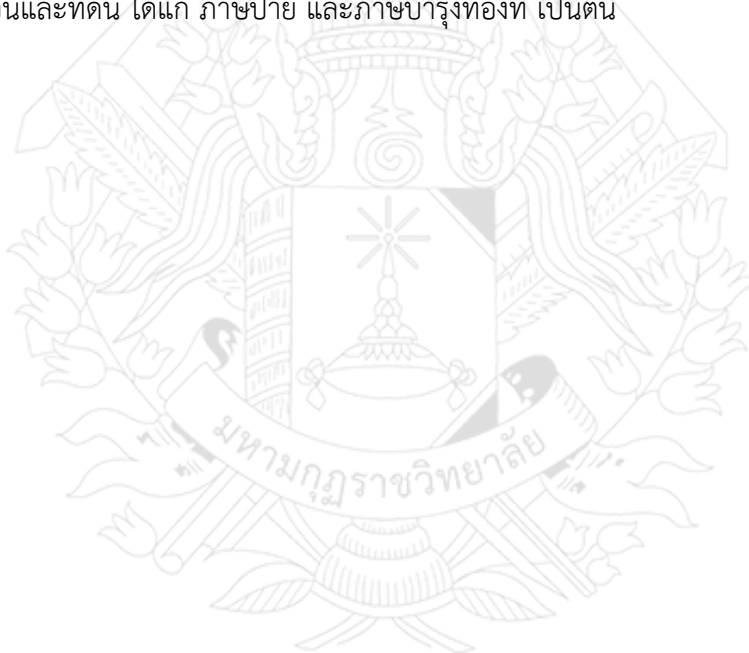 และที่ดิน ได้แก่ ภาษีป้าย และภาษีบำรุงท้องที่ เป็นต้น
มหามกุฏราชวิทยาลัย